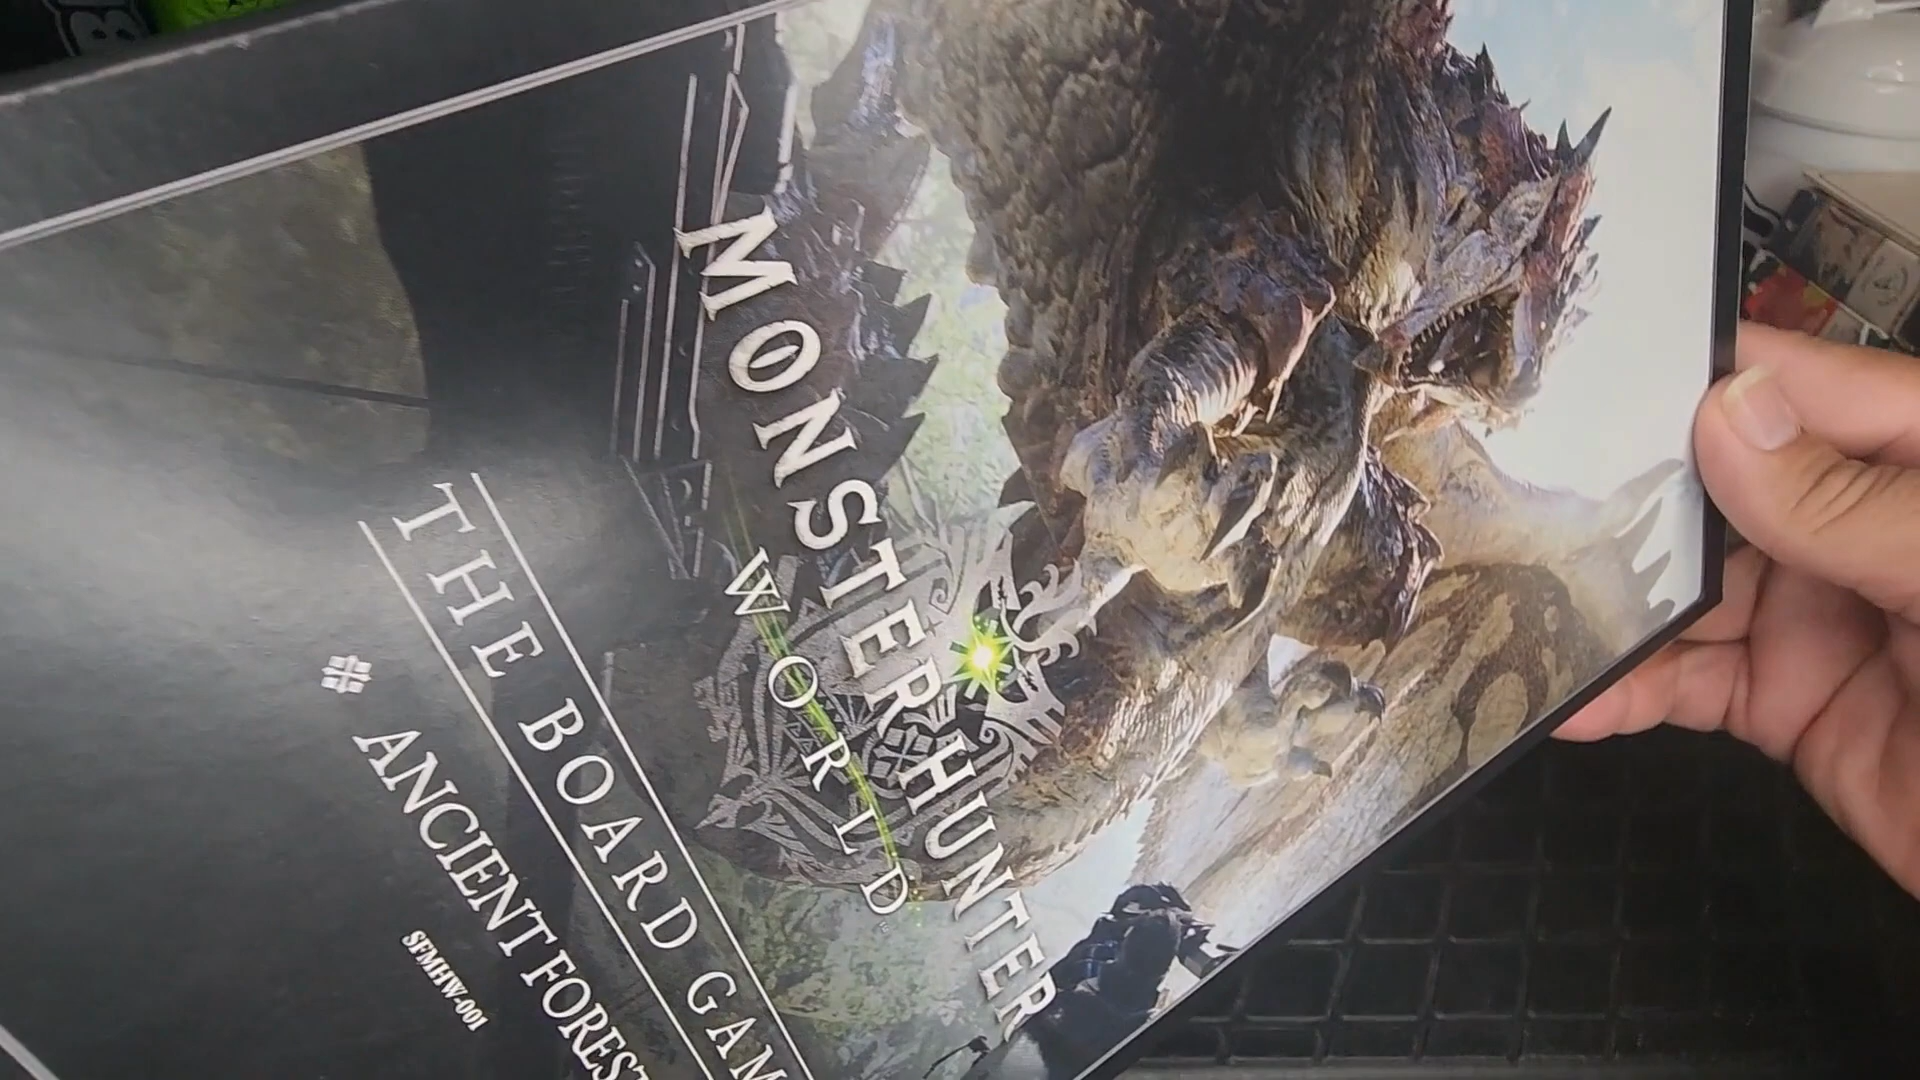 MONSTER HUNTER
WORLD
THE BOARD GAM
ANCIENT FOREST
SFMHW-001